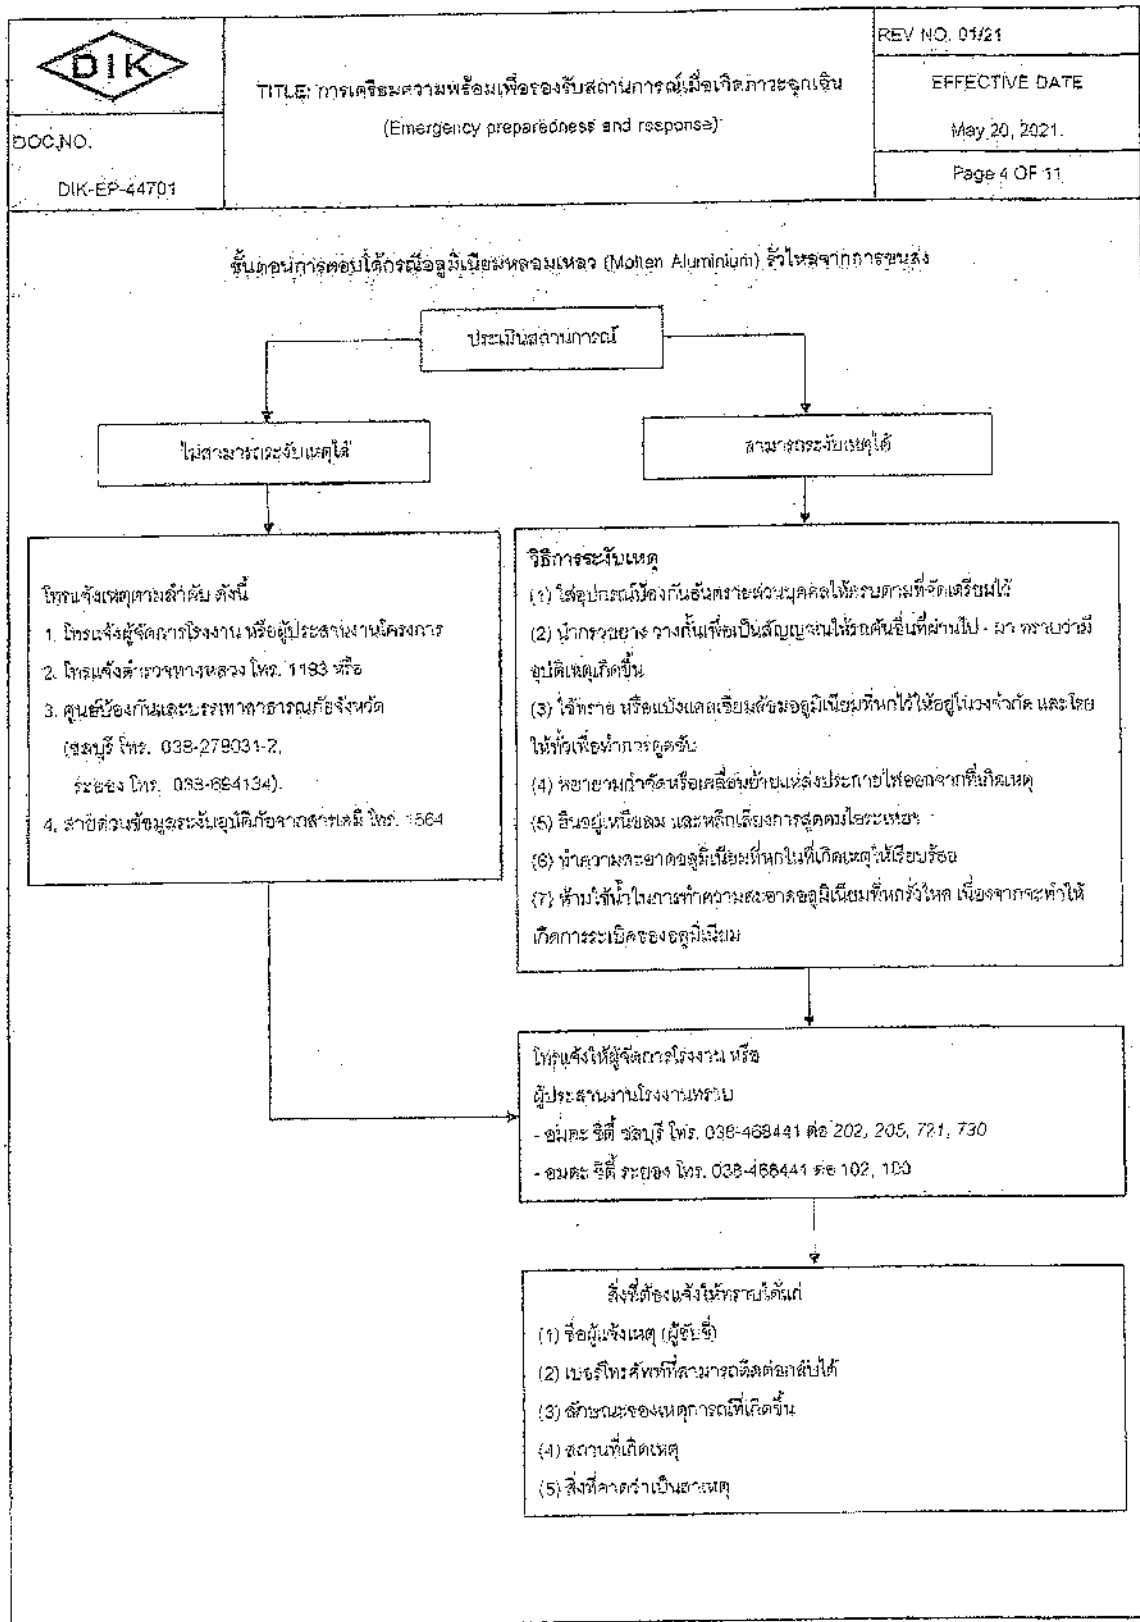 DIK
DOC.NO.
DIK-EP-44701
TITLE: การเตรียมความพร้อมเพื่อรองรับสถานการณ์เมื่อเกิดภาวะฉุกเฉิน
(Emergency preparedness and response)
REV NO. 01/21
EFFECTIVE DATE
May 20, 2021.
Page 4 OF 11
ขั้นตอนการตอบโต้กรณีอลูมิเนียมหลอมเหลว (Molten Aluminium) รั่วไหลจากการขนส่ง
ประเมินสถานการณ์
ไม่สามารถระงับเหตุได้
สามารถระงับเหตุได้
โทรแจ้งเหตุตามลำดับ ดังนี้
1. โทรแจ้งผู้จัดการโรงงาน หรือผู้ประสานงานโครงการ
2. โทรแจ้งตำรวจทางหลวง โทร. 1193 หรือ
3. ศูนย์ป้องกันและบรรเทาสาธารณภัยจังหวัด
(ชลบุรี โทร. 038-278031-2,
ระยอง โทร. 038-694134).
4. สายด่วนข้อมูลระงับอุบัติภัยจากสารเคมี โทร. 1564
วิธีการระงับเหตุ
(1) ใส่อุปกรณ์ป้องกันอันตรายส่วนบุคคลให้ครบตามที่จัดเตรียมไว้
(2) นำกรวยยาง วางกั้นเพื่อเป็นสัญญาณให้รถคันอื่นที่ผ่านไป - มา ทราบว่ามี
อุบัติเหตุเกิดขึ้น
(3) ใช้ทราย หรือแป้งแคลเซียมล้อมอลูมิเนียมที่หกไว้ให้อยู่ในวงจำกัด และโรย
ให้ทั่วเพื่อทำการดูดซับ
(4) พยายามกำจัดหรือเคลื่อนย้ายแหล่งประกายไฟออกจากที่เกิดเหตุ
(5) ยืนอยู่เหนือลม และหลีกเลี่ยงการสูดดมไอระเหยฯ
(6) ทำความสะอาดอลูมิเนียมที่หกในที่เกิดเหตุให้เรียบร้อย
(7) ห้ามใช้น้ำในการทำความสะอาดอลูมิเนียมที่หกรั่วไหล เนื่องจากจะทำให้
เกิดการระเบิดของอลูมิเนียม
โทรแจ้งให้ผู้จัดการโรงงาน หรือ
ผู้ประสานงานโรงงานทราบ
- อมตะ ซิตี้ ชลบุรี โทร. 038-468441 ต่อ 202, 205, 721, 730
- อมตะ ซิตี้ ระยอง โทร. 038-468441 ต่อ 102,
สิ่งที่ต้องแจ้งให้ทราบได้แก่
(1) ชื่อผู้แจ้งเหตุ (ผู้ขับขี่)
(2) เบอร์โทรศัพท์ที่สามารถติดต่อกลับได้
(3) ลักษณะของเหตุการณ์ที่เกิดขึ้น
(4) สถานที่เกิดเหตุ
(5) สิ่งที่คาดว่าเป็นสาเหตุ